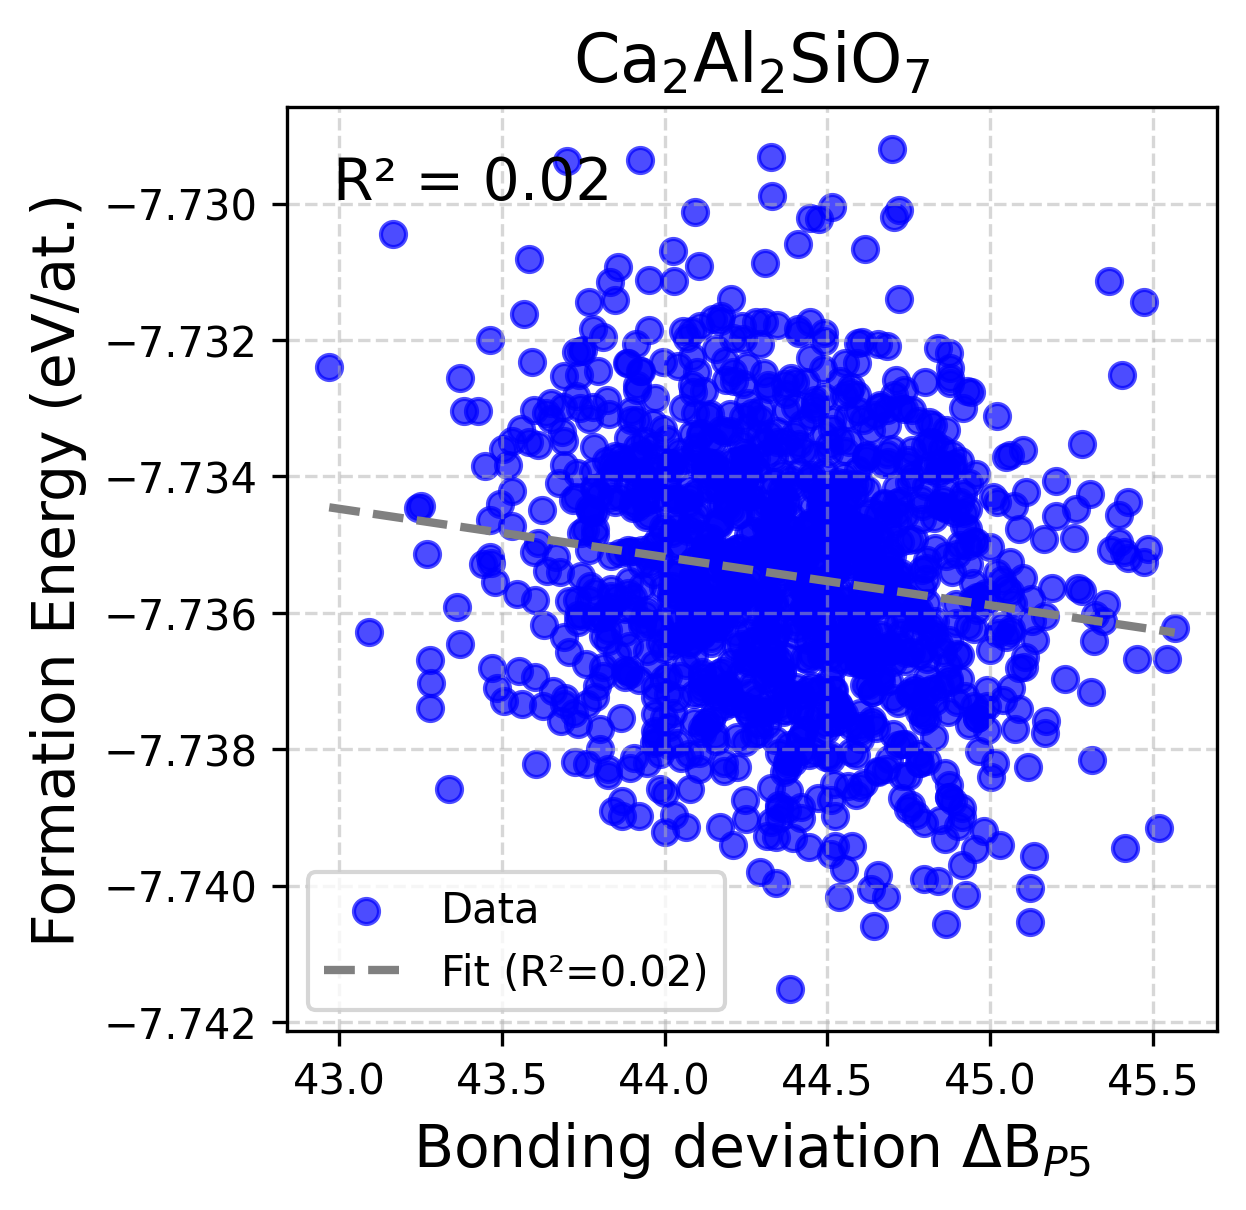 Ca₂Al₂SiO₇
R² = 0.02
Formation Energy (eV/at.)
−7.730
−7.732
−7.734
−7.736
−7.738
−7.740
−7.742
Data
Fit (R²=0.02)
43.0 43.5 44.0 44.5 45.0 45.5
Bonding deviation ΔB_P5